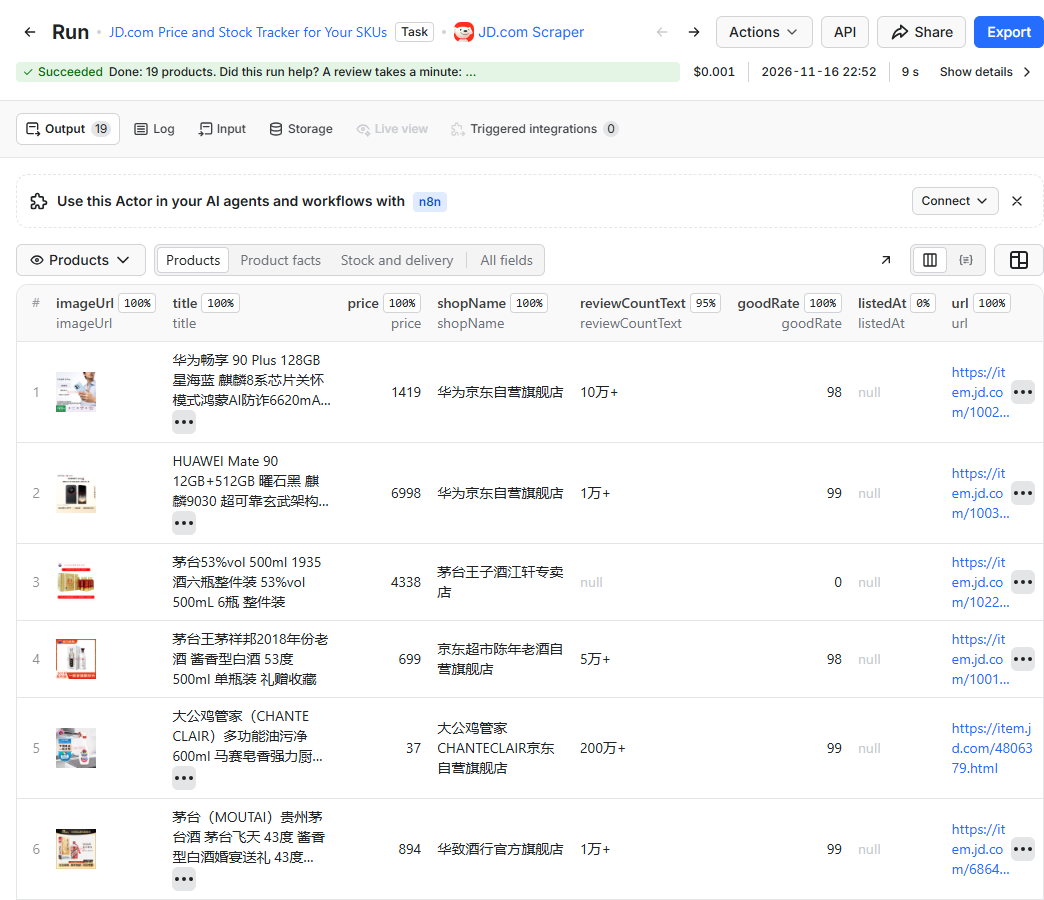 Run • JD.com Price and Stock Tracker for Your SKUs Task • JD.com Scraper Actions API Share Export
Succeeded Done: 19 products. Did this run help? A review takes a minute: ... $0.001 2026-11-16 22:52 9 s Show details
Output 19 Log Input Storage Live view Triggered integrations 0
Use this Actor in your AI agents and workflows with n8n Connect
Products Products Product facts Stock and delivery All fields
# imageUrl 100% title 100% price 100% shopName 100% reviewCountText 95% goodRate 100% listedAt 0% url 100%
imageUrl title price shopName reviewCountText goodRate listedAt url
华为畅享 90 Plus 128GB
星海蓝 麒麟8系芯片关怀
模式鸿蒙AI防诈6620mA...
1 1419 华为京东自营旗舰店 10万+ 98 null
https://it
em.jd.co
m/1002...
HUAWEI Mate 90
12GB+512GB 曜石黑 麒
麟9030 超可靠玄武架构...
2 6998 华为京东自营旗舰店 1万+ 99 null
https://it
em.jd.co
m/1003...
茅台53%vol 500ml 1935
酒六瓶整件装 53%vol
500mL 6瓶 整件装
3 4338
茅台王子酒江轩专卖
店
null 0 null
https://it
em.jd.co
m/1022...
茅台王茅祥邦2018年份老
酒 酱香型白酒 53度
500ml 单瓶装 礼赠收藏
4 699
京东超市陈年老酒自
营旗舰店
5万+ 98 null
https://it
em.jd.co
m/1001...
大公鸡管家（CHANTE
CLAIR）多功能油污净
600ml 马赛皂香强力厨...
5 37
大公鸡管家
CHANTECLAIR京东
自营旗舰店
200万+ 99 null
https://item.j
d.com/48063
79.html
茅台（MOUTAI）贵州茅
台酒 茅台飞天 43度 酱香
型白酒婚宴送礼 43度...
6 894 华致酒行官方旗舰店 1万+ 99 null
https://it
em.jd.co
m/6864...